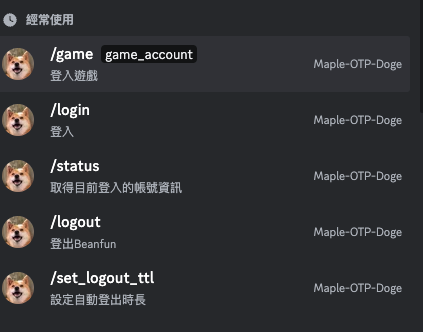 經常使用
/game game_account
登入遊戲
Maple-OTP-Doge
/login
登入
Maple-OTP-Doge
/status
取得目前登入的帳號資訊
Maple-OTP-Doge
/logout
登出Beanfun
Maple-OTP-Doge
/set_logout_ttl
設定自動登出時長
Maple-OTP-Doge